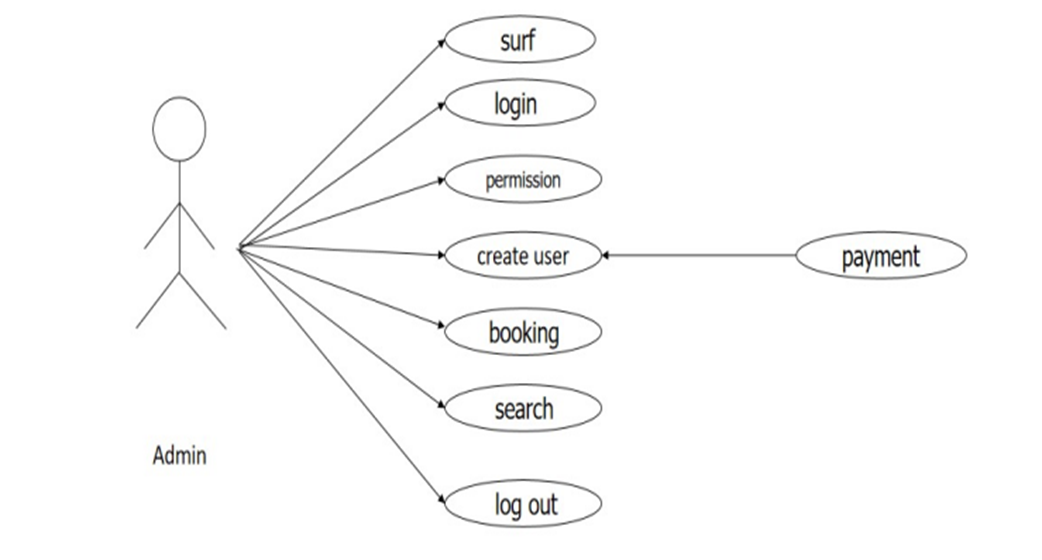 surf
login
permission
create user
payment
booking
search
Admin
log out